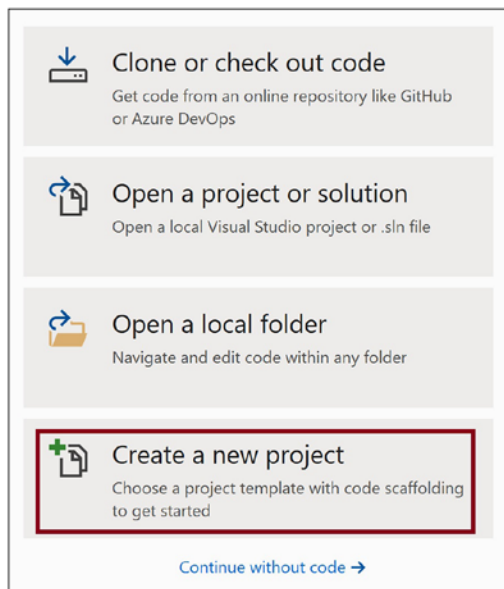 Clone or check out code
Get code from an online repository like GitHub
or Azure DevOps
Open a project or solution
Open a local Visual Studio project or .sln file
Open a local folder
Navigate and edit code within any folder
Create a new project
Choose a project template with code scaffolding
to get started
Continue without code →